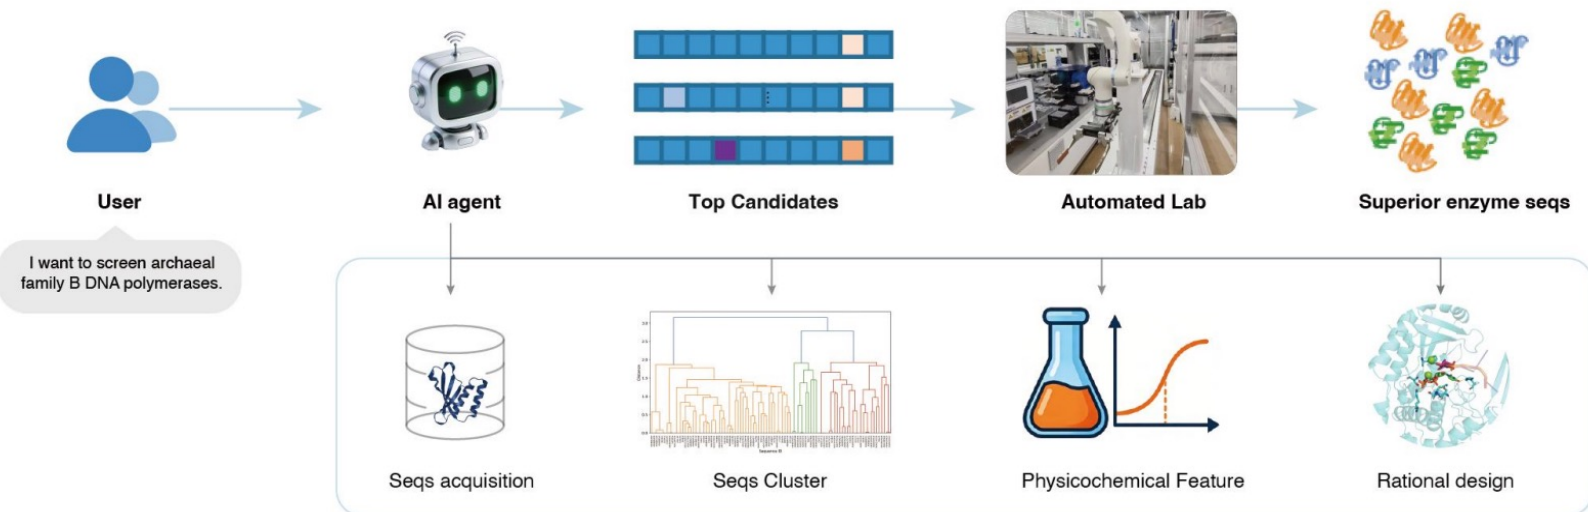 User
AI agent
Top Candidates
Automated Lab
Superior enzyme seqs
I want to screen archaeal
family B DNA polymerases.
Seqs acquisition
Seqs Cluster
Physicochemical Feature
Rational design